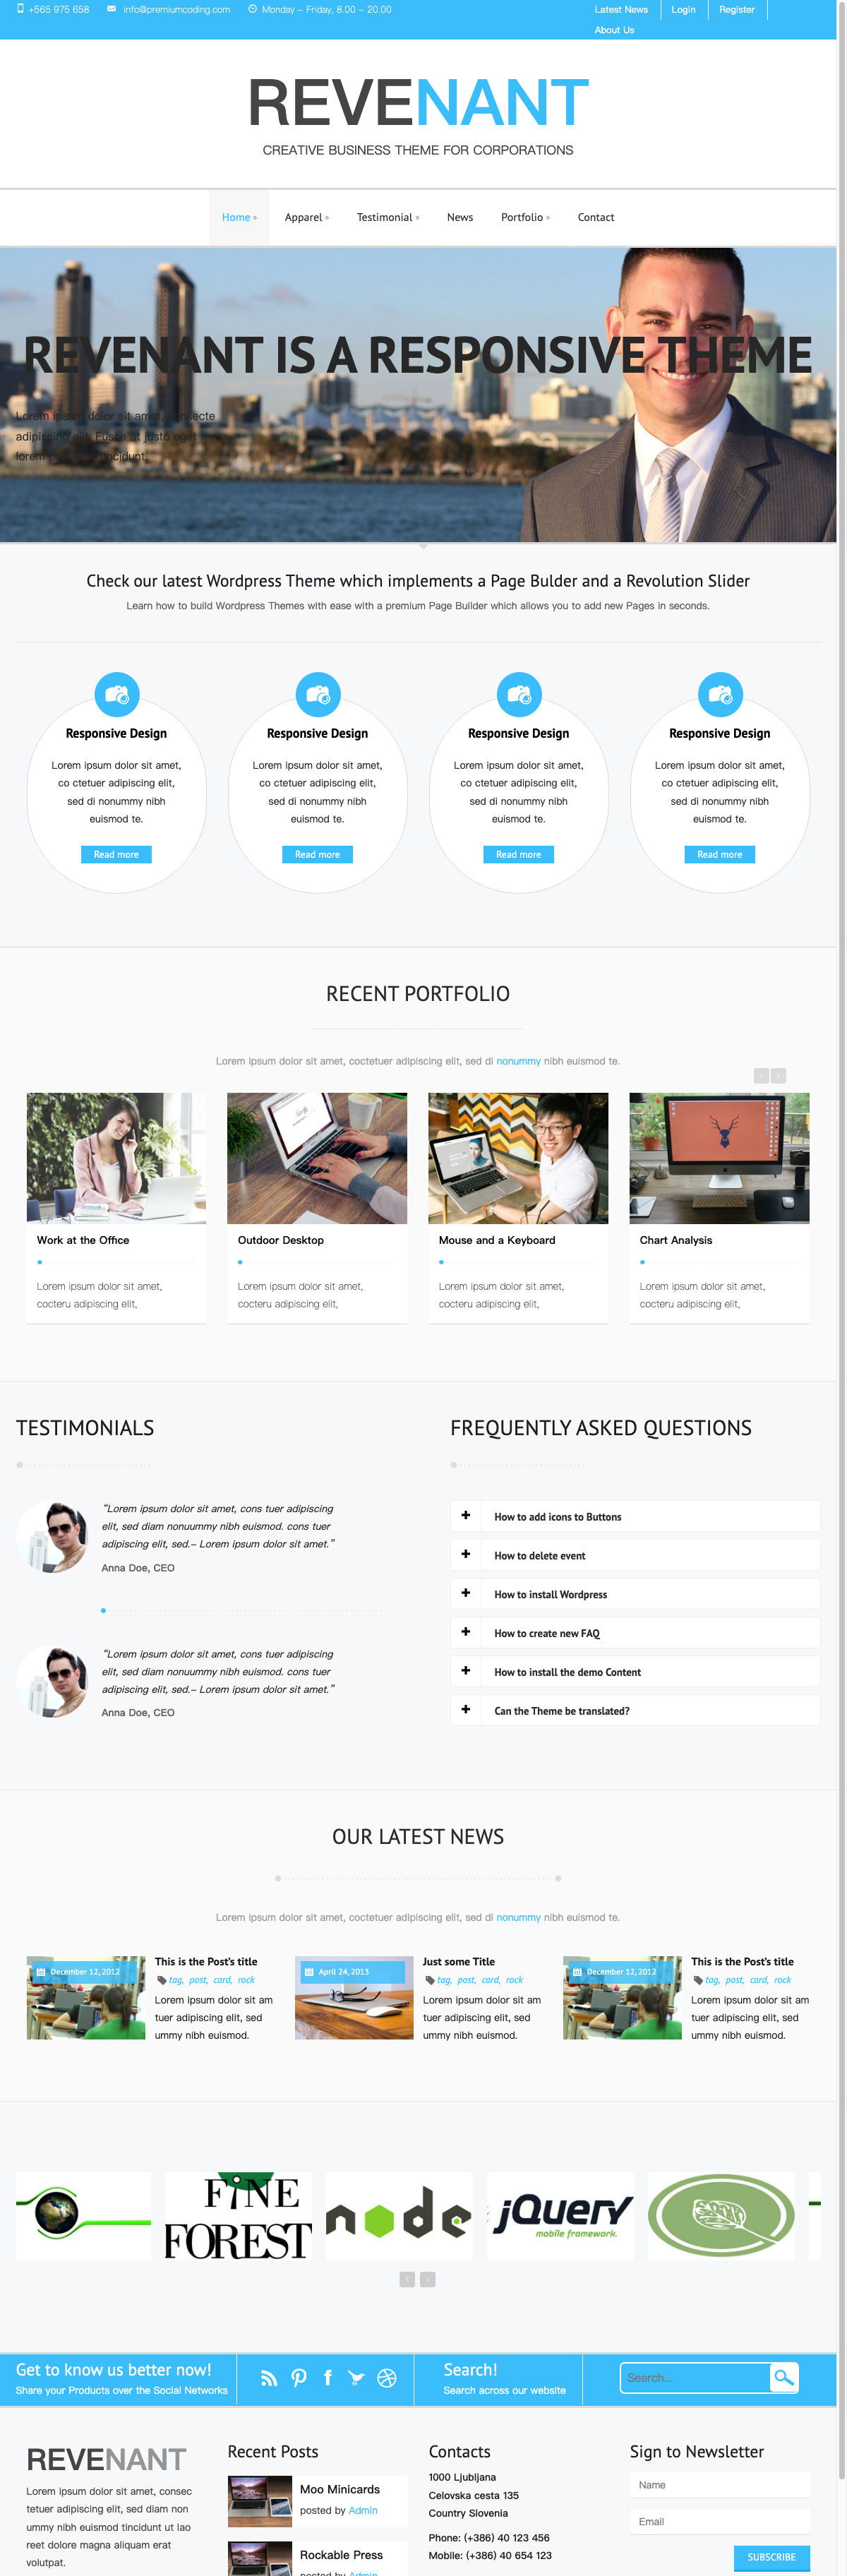 +565 975 658 info@premiumcoding.com Monday – Friday, 8.00 – 20.00
Latest News Login Register
About Us
REVENANT
CREATIVE BUSINESS THEME FOR CORPORATIONS
Home » Apparel » Testimonial » News Portfolio » Contact
REVENANT IS A RESPONSIVE THEME
Lorem ipsum dolor sit amet, consecte
adipiscing elit. Fusce ut justo eget
lorem incidunt.
Check our latest Wordpress Theme which implements a Page Bulder and a Revolution Slider
Learn how to build Wordpress Themes with ease with a premium Page Builder which allows you to add new Pages in seconds.
Responsive Design
Lorem ipsum dolor sit amet,
co ctetuer adipiscing elit,
sed di nonummy nibh
euismod te.
Read more
Responsive Design
Lorem ipsum dolor sit amet,
co ctetuer adipiscing elit,
sed di nonummy nibh
euismod te.
Read more
Responsive Design
Lorem ipsum dolor sit amet,
co ctetuer adipiscing elit,
sed di nonummy nibh
euismod te.
Read more
Responsive Design
Lorem ipsum dolor sit amet,
co ctetuer adipiscing elit,
sed di nonummy nibh
euismod te.
Read more
RECENT PORTFOLIO
Lorem ipsum dolor sit amet, coctetuer adipiscing elit, sed di nonummy nibh euismod te.
Work at the Office
Lorem ipsum dolor sit amet,
cocteru adipiscing elit,
Outdoor Desktop
Lorem ipsum dolor sit amet,
cocteru adipiscing elit,
Mouse and a Keyboard
Lorem ipsum dolor sit amet,
cocteru adipiscing elit,
Chart Analysis
Lorem ipsum dolor sit amet,
cocteru adipiscing elit,
TESTIMONIALS
“Lorem ipsum dolor sit amet, cons tuer adipiscing
elit, sed diam nonuummy nibh euismod. cons tuer
adipiscing elit, sed.– Lorem ipsum dolor sit amet.”
Anna Doe, CEO
“Lorem ipsum dolor sit amet, cons tuer adipiscing
elit, sed diam nonuummy nibh euismod. cons tuer
adipiscing elit, sed.– Lorem ipsum dolor sit amet.”
Anna Doe, CEO
FREQUENTLY ASKED QUESTIONS
How to add icons to Buttons
How to delete event
How to install Wordpress
How to create new FAQ
How to install the demo Content
Can the Theme be translated?
OUR LATEST NEWS
Lorem ipsum dolor sit amet, coctetuer adipiscing elit, sed di nonummy nibh euismod te.
December 12, 2012
This is the Post’s title
tag, post, card, rock
Lorem ipsum dolor sit am
tuer adipiscing elit, sed
ummy nibh euismod.
April 24, 2013
Just some Title
tag, post, card, rock
Lorem ipsum dolor sit am
tuer adipiscing elit, sed
ummy nibh euismod.
December 12, 2012
This is the Post’s title
tag, post, card, rock
Lorem ipsum dolor sit am
tuer adipiscing elit, sed
ummy nibh euismod.
FINE
FOREST
node
jQuery
mobile framework.
Get to know us better now!
Share your Products over the Social Networks
Search!
Search across our website
Search...
REVENANT
Lorem ipsum dolor sit amet, consec
tetuer adipiscing elit, sed diam non
ummy nibh euismod tincidunt ut lao
reet dolore magna aliquam erat
volutpat.
Recent Posts
Moo Minicards
posted by Admin
Rockable Press
posted by Admin
Contacts
1000 Ljubljana
Celovska cesta 135
Country Slovenia
Phone: (+386) 40 123 456
Mobile: (+386) 40 654 123
Sign to Newsletter
Name
Email
SUBSCRIBE